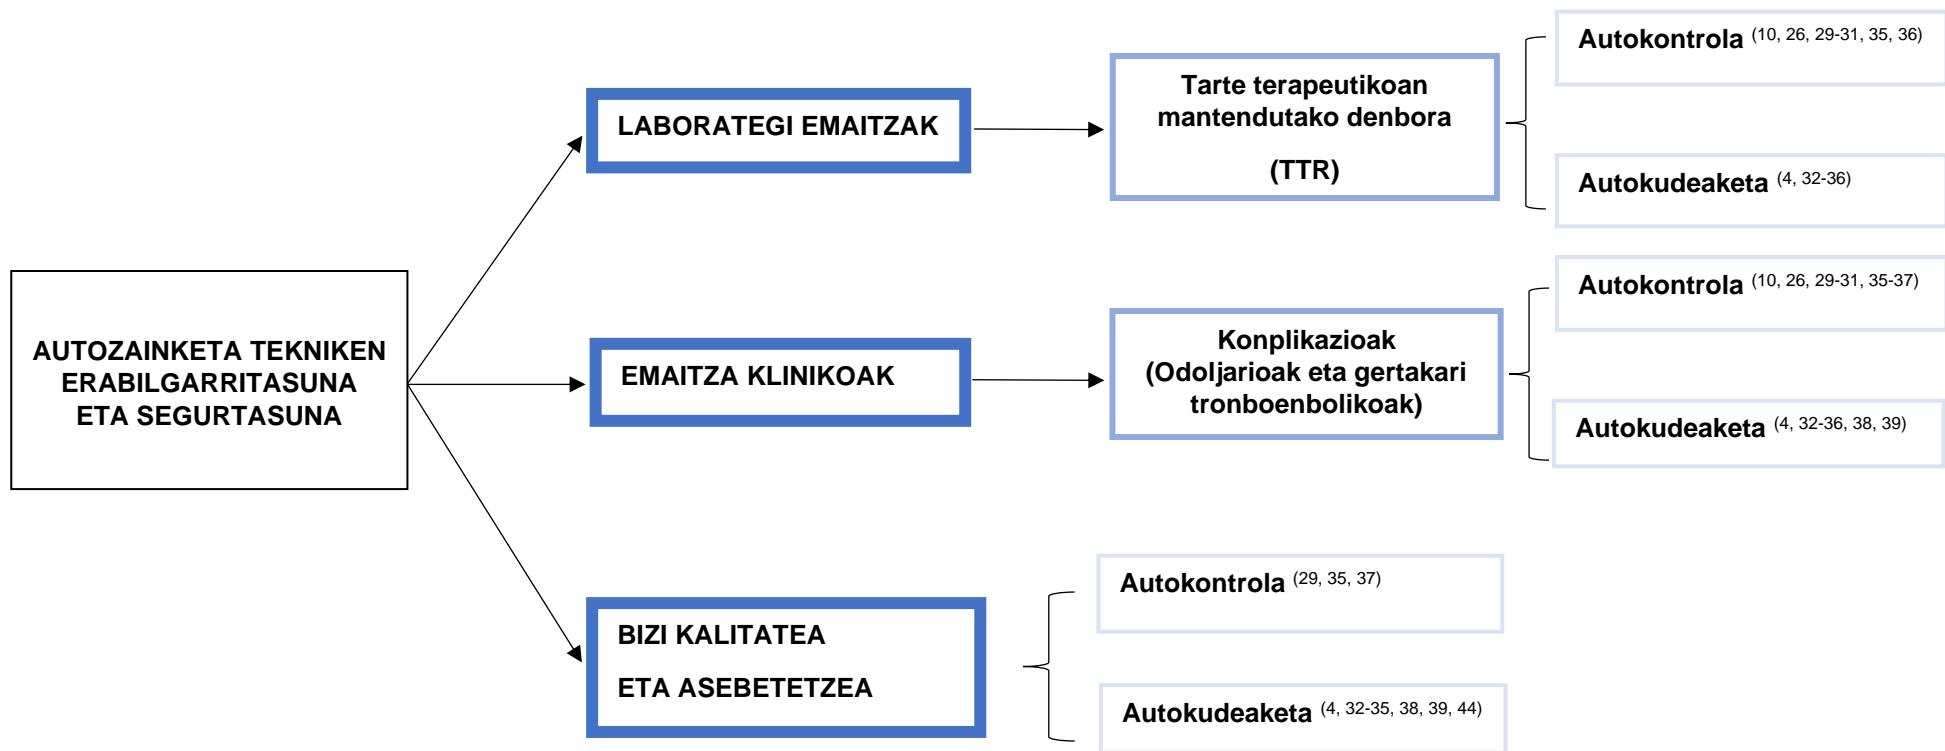 AUTOZAINKETA TEKNIKEN
ERABILGARRITASUNA
ETA SEGURTASUNA
LABORATEGI EMAITZAK
Tarte terapeutikoan
mantendutako denbora
(TTR)
Autokontrola (10, 26, 29-31, 35, 36)
Autokudeaketa (4, 32-36)
EMAITZA KLINIKOAK
Konplikazioak
(Odoljarioak eta gertakari
tronboenbolikoak)
Autokontrola (10, 26, 29-31, 35-37)
Autokudeaketa (4, 32-36, 38, 39)
BIZI KALITATEA
ETA ASEBETETZEA
Autokontrola (29, 35, 37)
Autokudeaketa (4, 32-35, 38, 39, 44)